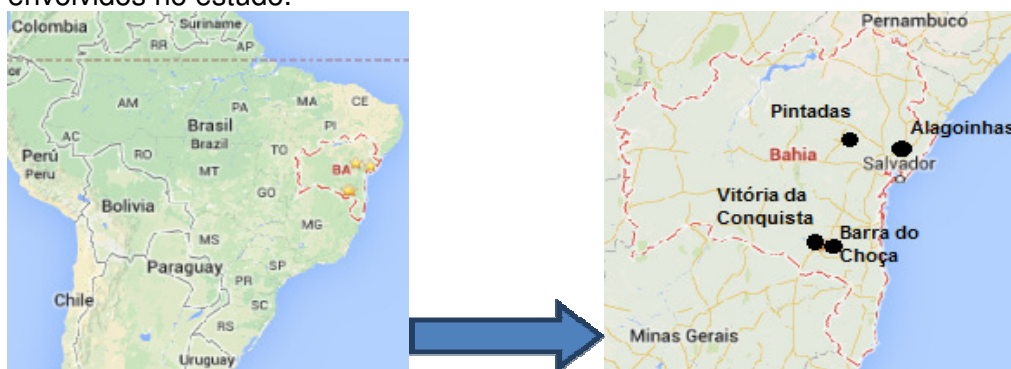 envolvidos no estado.
Colombia
Suriname
RR
AP
AM
PA
MA
CE
PI
Brasil
Brazil
AC
RO
TO
Perú
Peru
MT
BA
GO
Bolivia
MG
MS
Paraguay
SP
PR
Chile
SC
RS
Uruguay
Pernambuco
Pintadas
Alagoinhas
Bahia
Salvador
Vitória da
Conquista
Barra do
Choça
Minas Gerais